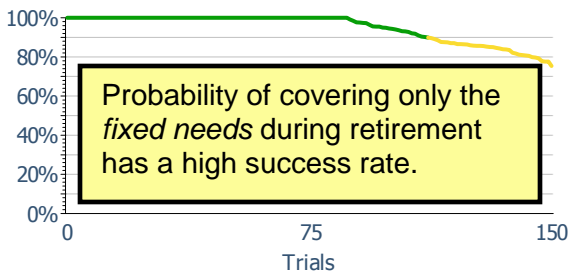 100%
80%
60%
40%
20%
0%
Probability of covering only the
fixed needs during retirement
has a high success rate.
0
75
150
Trials